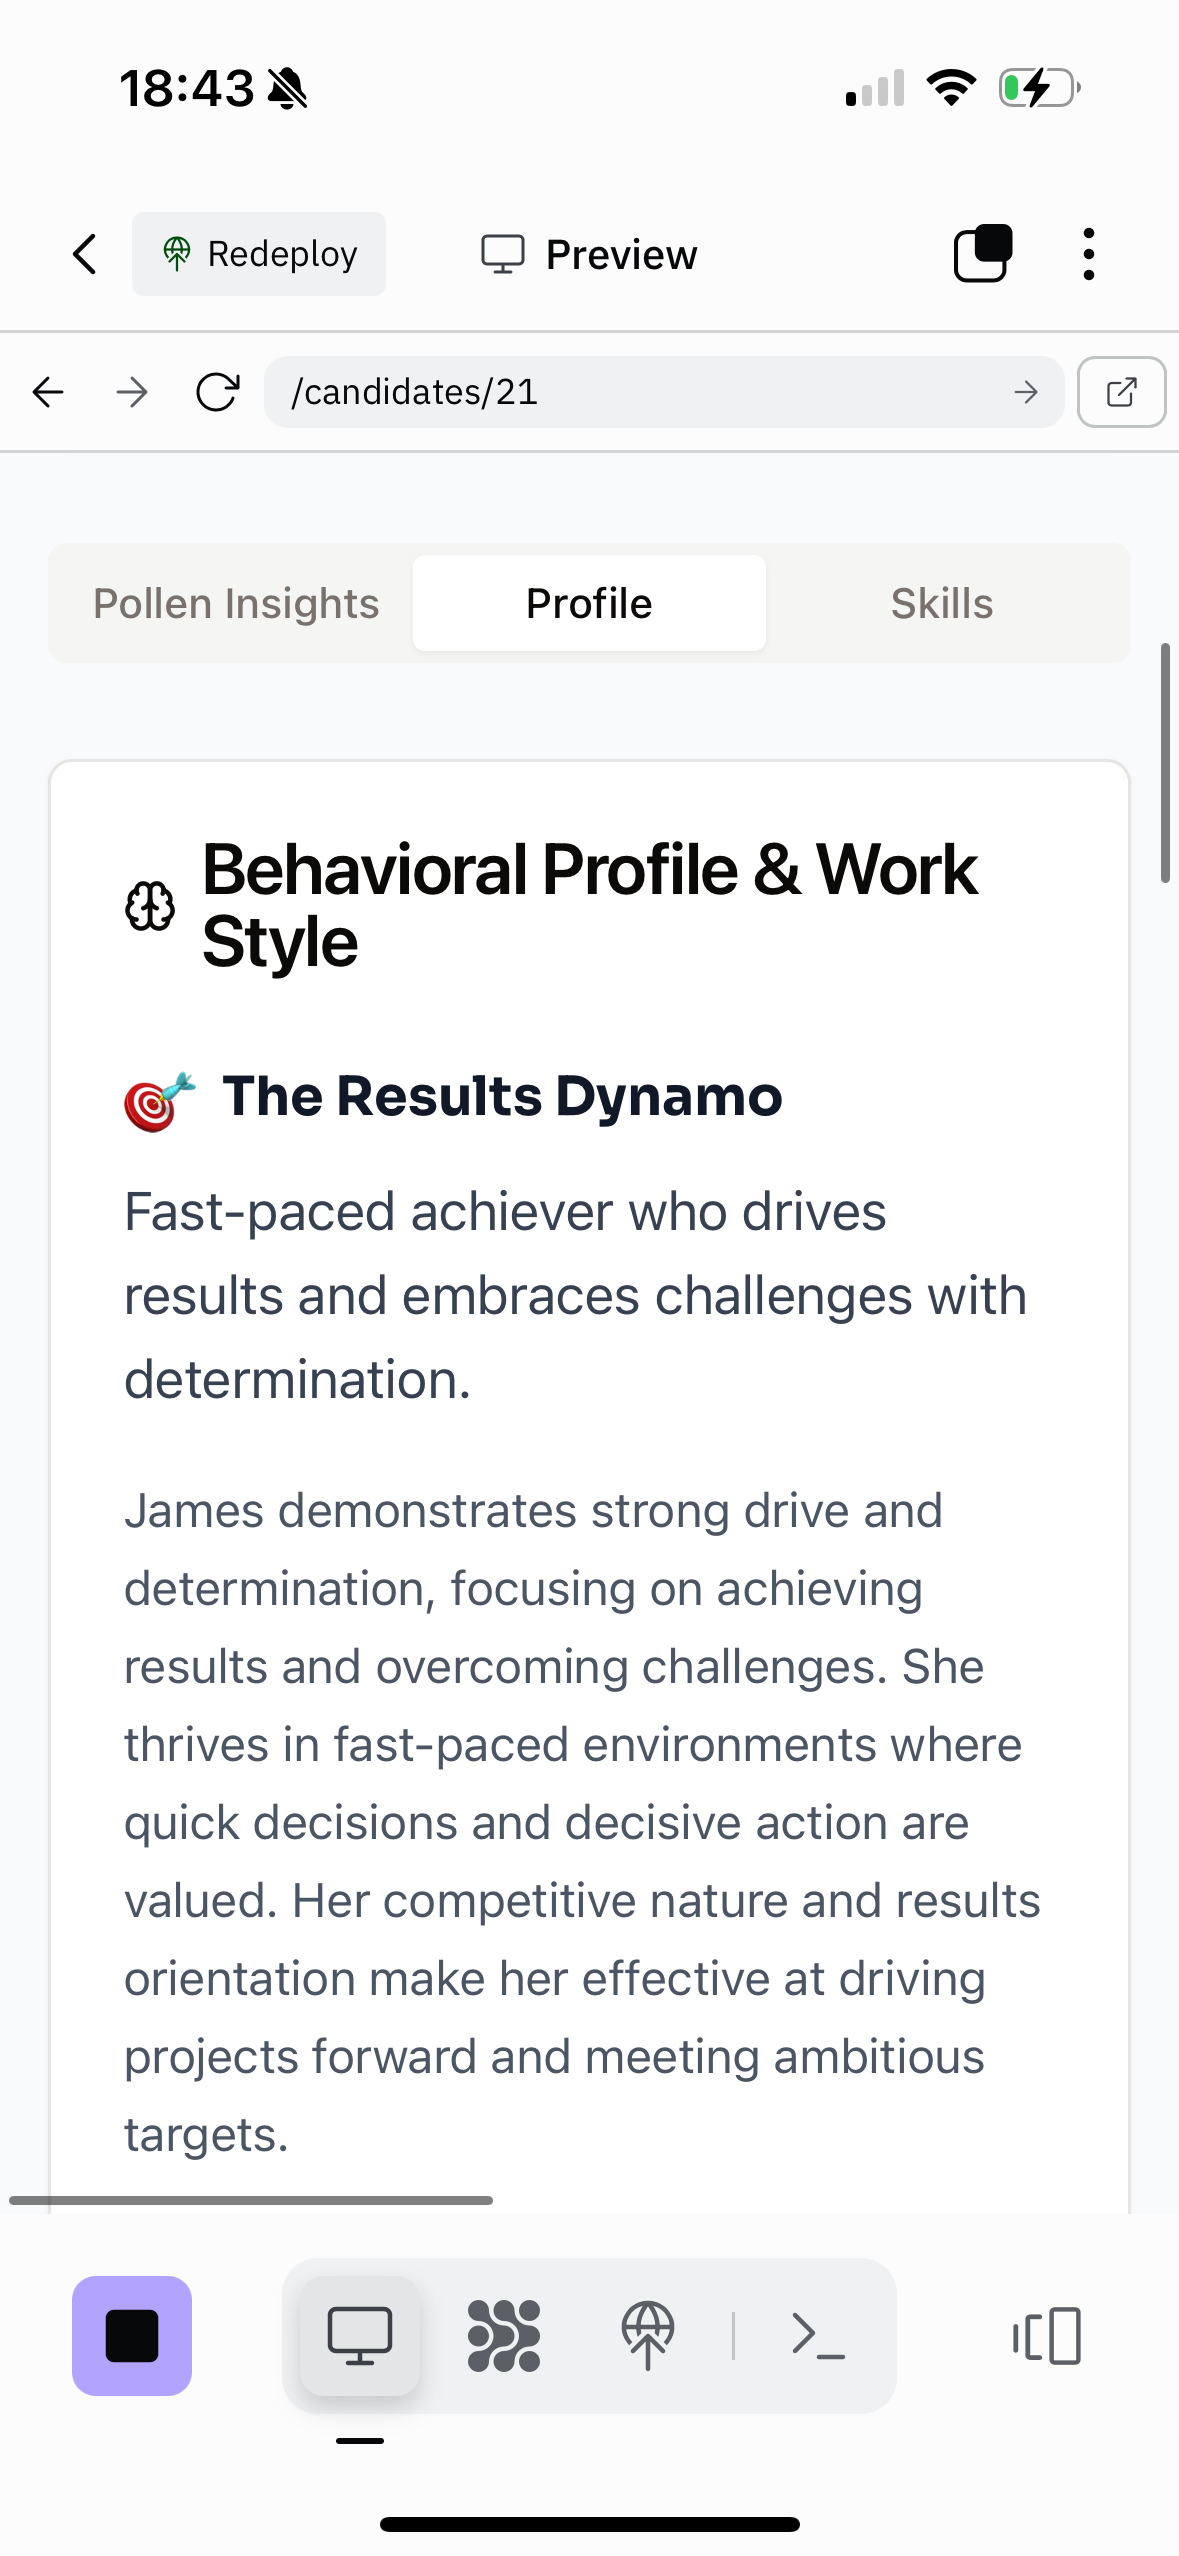 18:43
Redeploy
Preview
/candidates/21
Pollen Insights
Profile
Skills
Behavioral Profile & Work
Style
The Results Dynamo
Fast-paced achiever who drives
results and embraces challenges with
determination.
James demonstrates strong drive and
determination, focusing on achieving
results and overcoming challenges. She
thrives in fast-paced environments where
quick decisions and decisive action are
valued. Her competitive nature and results
orientation make her effective at driving
projects forward and meeting ambitious
targets.